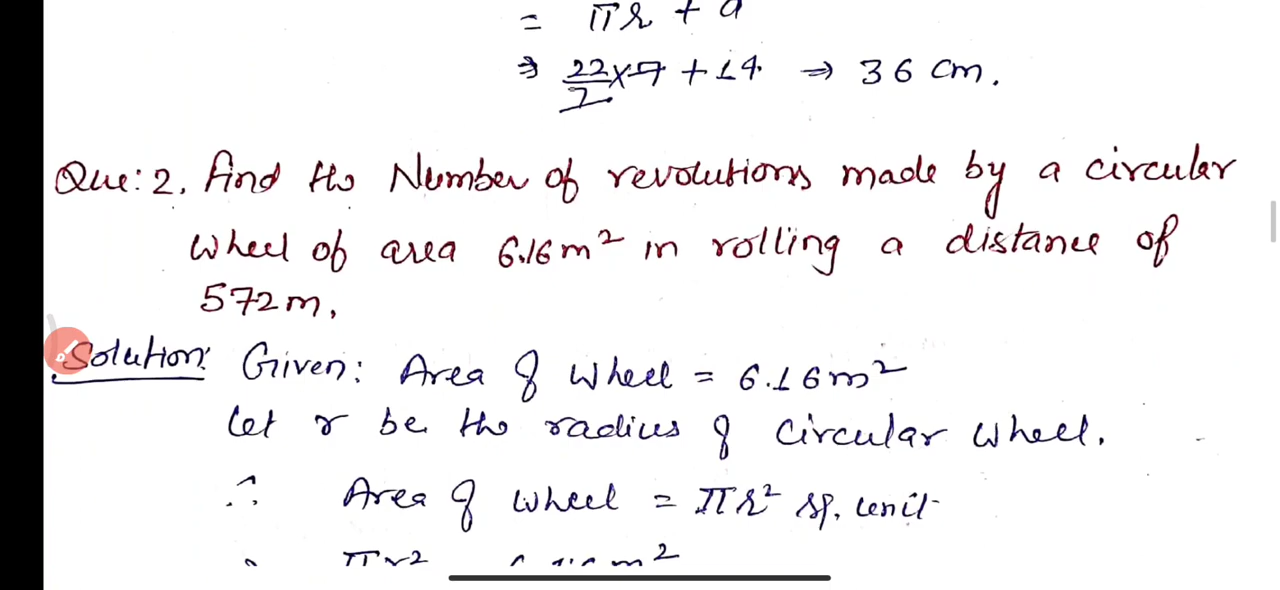 = πr + d
⇒ 22/7 × 7 + 14 ⇒ 36 cm.
Que: 2. Find the Number of revolutions made by a circular
wheel of area 6.16 m² in rolling a distance of
572 m.
Solution: Given: Area of wheel = 6.16 m²
Let r be the radius of circular wheel.
∴ Area of wheel = πr² sq. unit
πr² m²